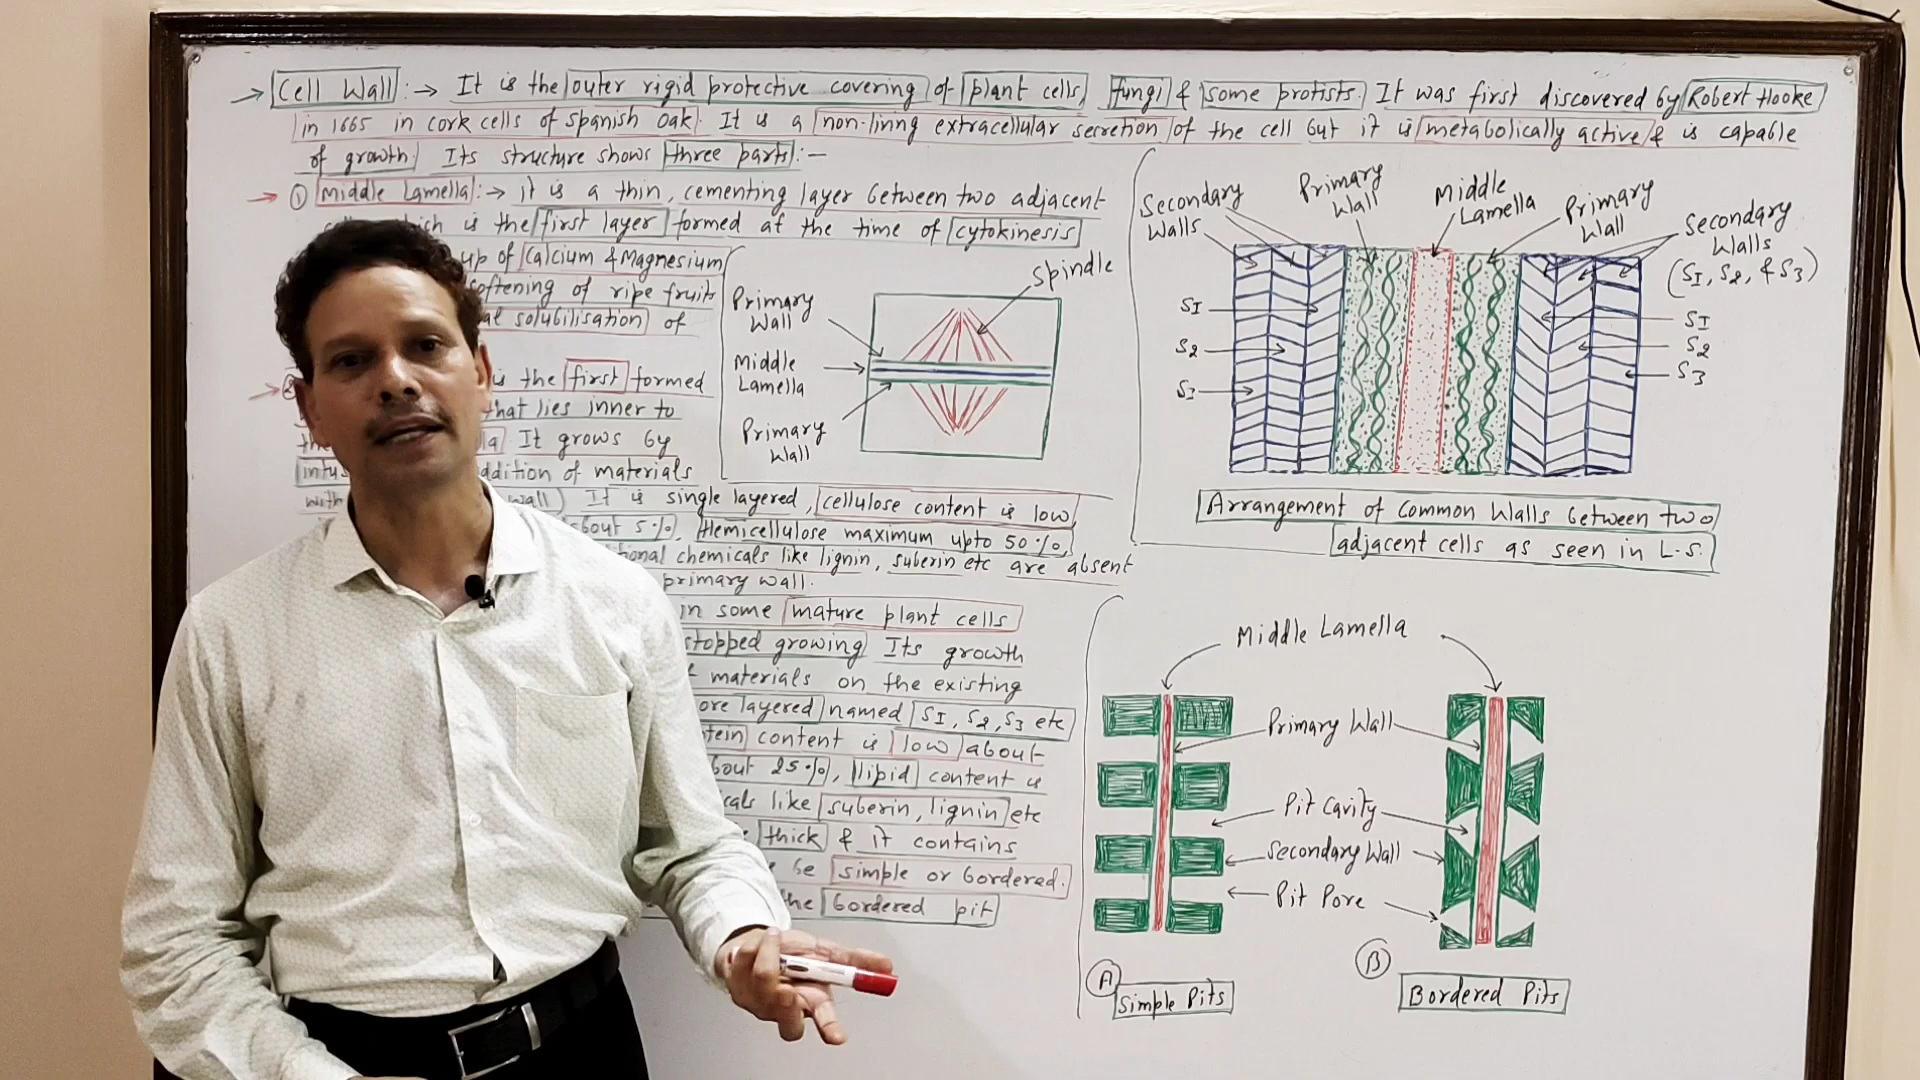 Cell Wall :→ It is the outer rigid protective covering of plant cells, fungi & some protists. It was first discovered by Robert Hooke
in 1665 in cork cells of Spanish Oak. It is a non-living extracellular secretion of the cell but it is metabolically active & is capable
of growth. Its structure shows three parts :-
① Middle Lamella :→ it is a thin, cementing layer between two adjacent
which is the first layer formed at the time of cytokinesis
up of Calcium & Magnesium
softening of ripe fruits
solubilisation of
② is the first formed
that lies inner to
the It grows by
addition of materials
with wall) It is single layered, cellulose content is low,
about 5%, Hemicellulose maximum upto 50%,
chemicals like lignin, suberin etc are absent
primary wall.
in some mature plant cells
stopped growing Its growth
materials on the existing
layered named S1, S2, S3 etc
content is low about
about 25%, lipid content is
like suberin, lignin etc
thick & it contains
be simple or bordered.
the bordered pit
Spindle
Primary Wall
Middle Lamella
Primary Wall
Secondary Walls
Primary Wall
Middle Lamella
Primary Wall
Secondary Walls
(S1, S2, & S3)
S1
S2
S1
S2
S3
Arrangement of Common Walls between two
adjacent cells as seen in L.S.
Middle Lamella
Primary Wall
Pit Cavity
Secondary Wall
Pit Pore
A
Simple Pits
B
Bordered Pits